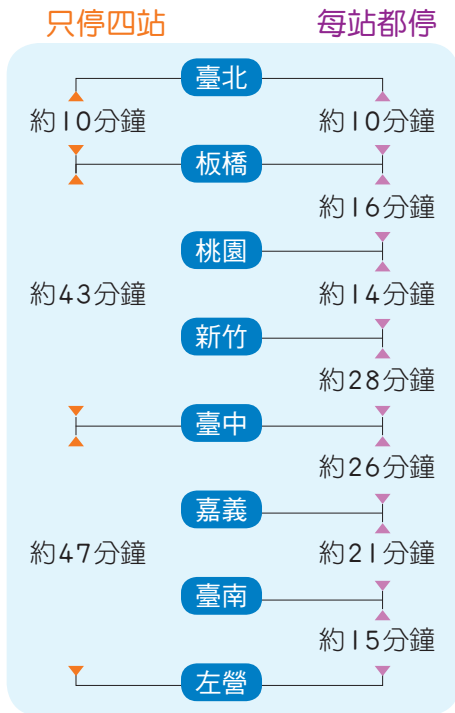 只停四站 每站都停
臺北
約10分鐘 約10分鐘
板橋
約16分鐘
桃園
約43分鐘 約14分鐘
新竹
約28分鐘
臺中
約26分鐘
嘉義
約47分鐘 約21分鐘
臺南
約15分鐘
左營